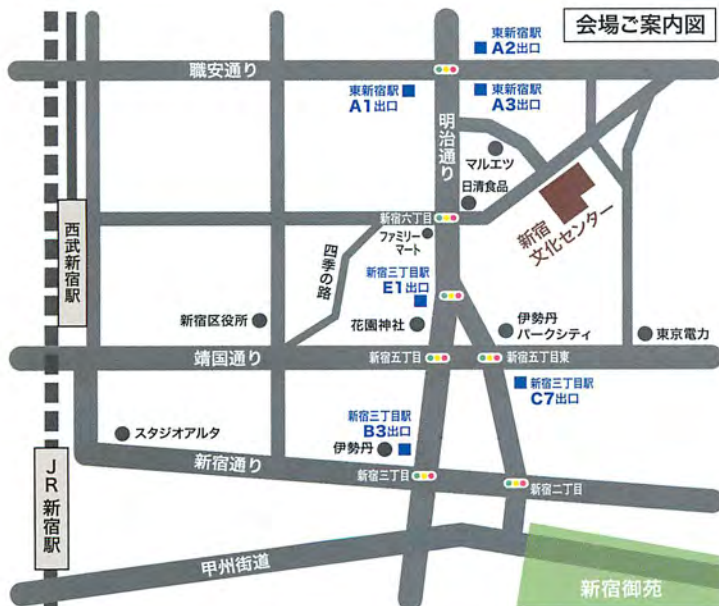 会場ご案内図
東新宿駅
A2出口
職安通り
東新宿駅
A1出口
東新宿駅
A3出口
明治通り
マルエツ
日清食品
新宿
文化センター
新宿六丁目
ファミリー
マート
西武新宿駅
四季の路
新宿三丁目駅
E1出口
新宿区役所
花園神社
伊勢丹
パークシティ
東京電力
靖国通り
新宿五丁目
新宿五丁目東
新宿三丁目駅
C7出口
新宿三丁目駅
B3出口
スタジオアルタ
伊勢丹
新宿通り
新宿三丁目
新宿二丁目
JR新宿駅
甲州街道
新宿御苑